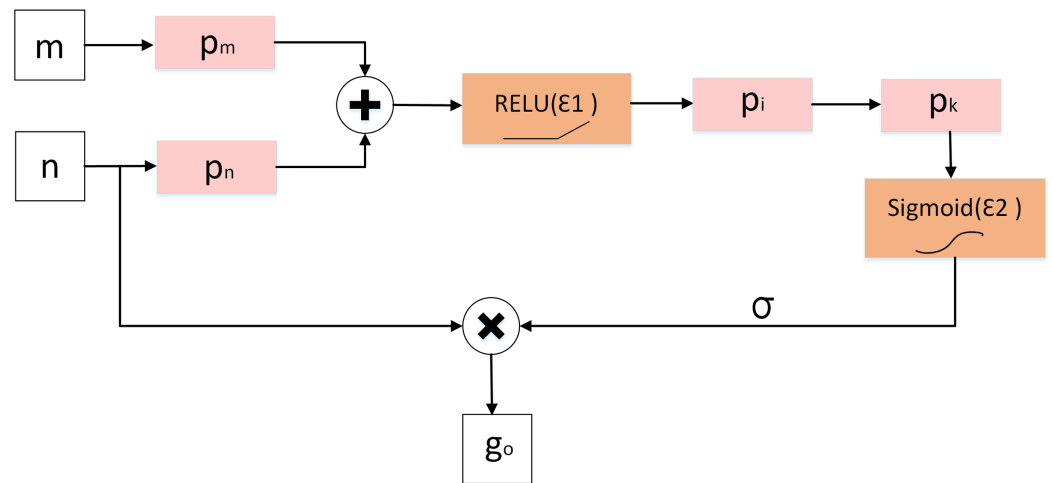 m
pm
RELU(Ɛ1 )
pi
pk
n
pn
Sigmoid(Ɛ2 )
σ
go